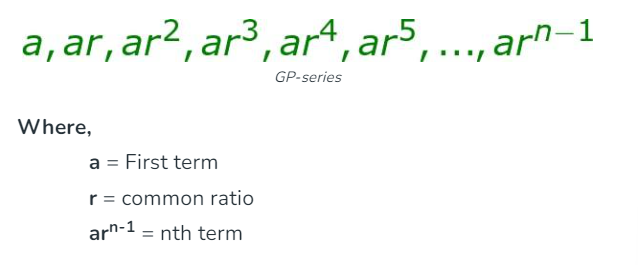 a, ar, ar², ar³, ar⁴, ar⁵, ..., arⁿ⁻¹
GP-series
Where,
a = First term
r = common ratio
arⁿ⁻¹ = nth term